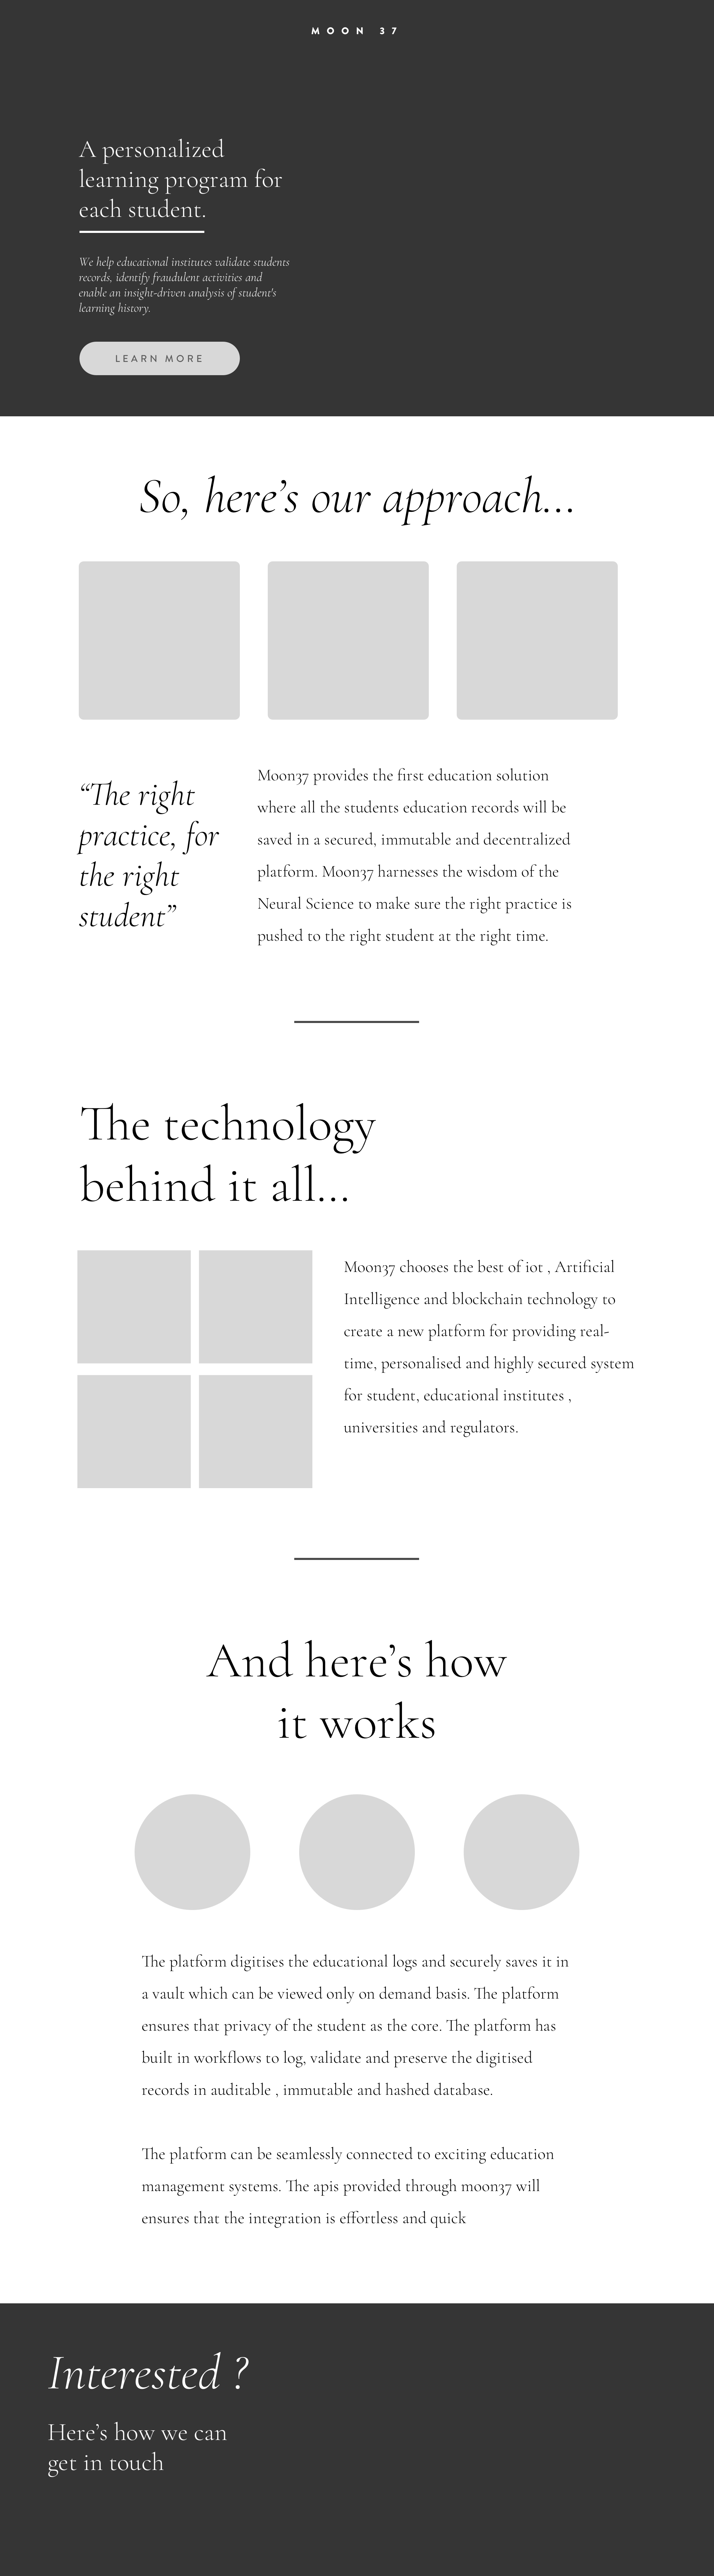 MOON 37
A personalized
learning program for
each student.
We help educational institutes validate students
records, identify fraudulent activities and
enable an insight-driven analysis of student's
learning history.
LEARN MORE
So, here’s our approach...
“The right
practice, for
the right
student”
Moon37 provides the first education solution
where all the students education records will be
saved in a secured, immutable and decentralized
platform. Moon37 harnesses the wisdom of the
Neural Science to make sure the right practice is
pushed to the right student at the right time.
The technology
behind it all...
Moon37 chooses the best of iot , Artificial
Intelligence and blockchain technology to
create a new platform for providing real-
time, personalised and highly secured system
for student, educational institutes ,
universities and regulators.
And here’s how
it works
The platform digitises the educational logs and securely saves it in
a vault which can be viewed only on demand basis. The platform
ensures that privacy of the student as the core. The platform has
built in workflows to log, validate and preserve the digitised
records in auditable , immutable and hashed database.
The platform can be seamlessly connected to exciting education
management systems. The apis provided through moon37 will
ensures that the integration is effortless and quick
Interested ?
Here’s how we can
get in touch